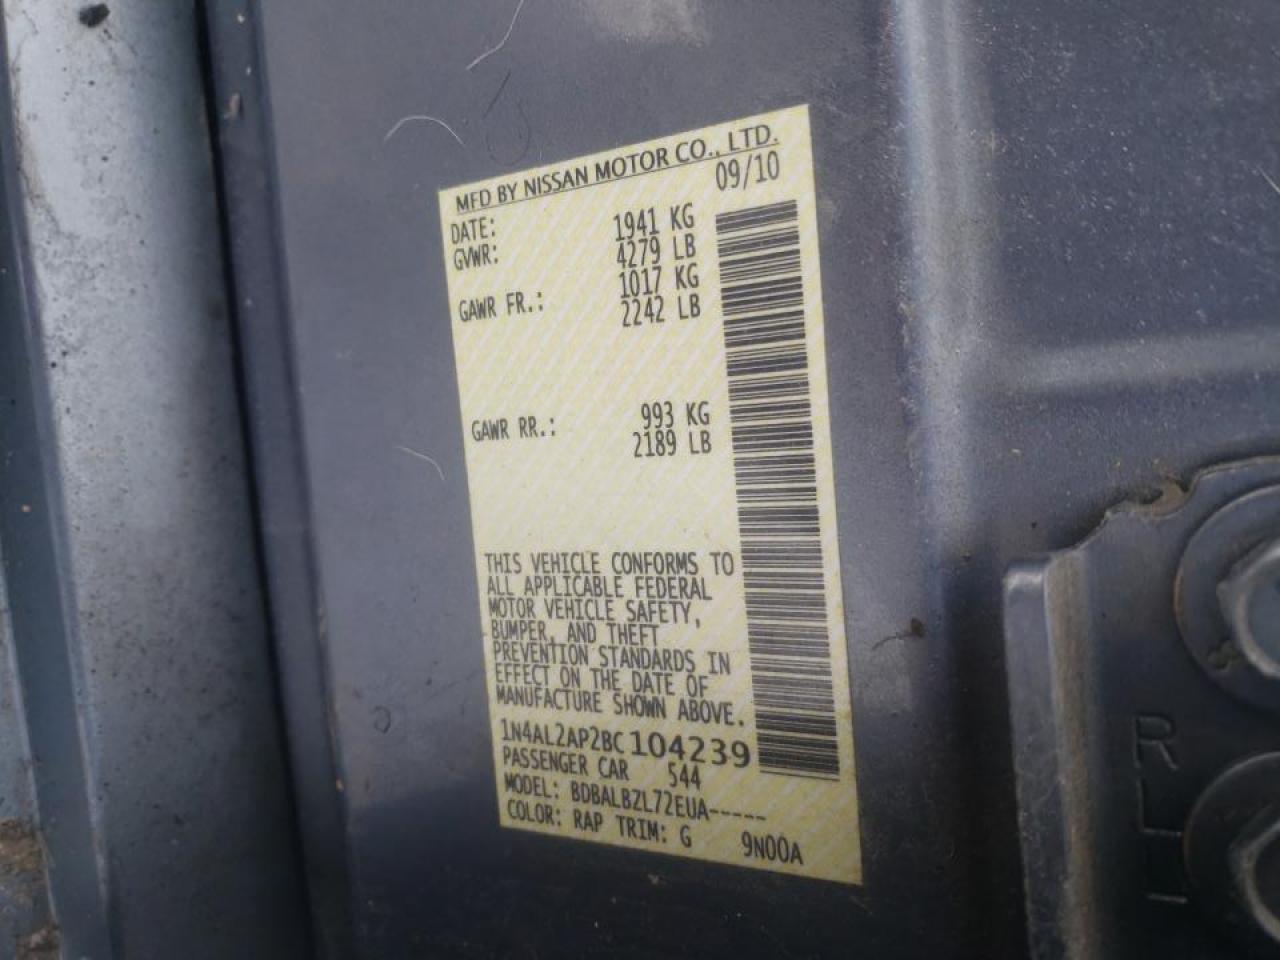 MFD BY NISSAN MOTOR CO., LTD.
DATE: 09/10
GVWR: 1941 KG
4279 LB
GAWR FR.: 1017 KG
2242 LB
GAWR RR.: 993 KG
2189 LB
THIS VEHICLE CONFORMS TO
ALL APPLICABLE FEDERAL
MOTOR VEHICLE SAFETY,
BUMPER, AND THEFT
PREVENTION STANDARDS IN
EFFECT ON THE DATE OF
MANUFACTURE SHOWN ABOVE.
1N4AL2AP2BC104239
PASSENGER CAR 544
MODEL: BDBALBZL72EUA-----
COLOR: RAP TRIM: G 9N00A